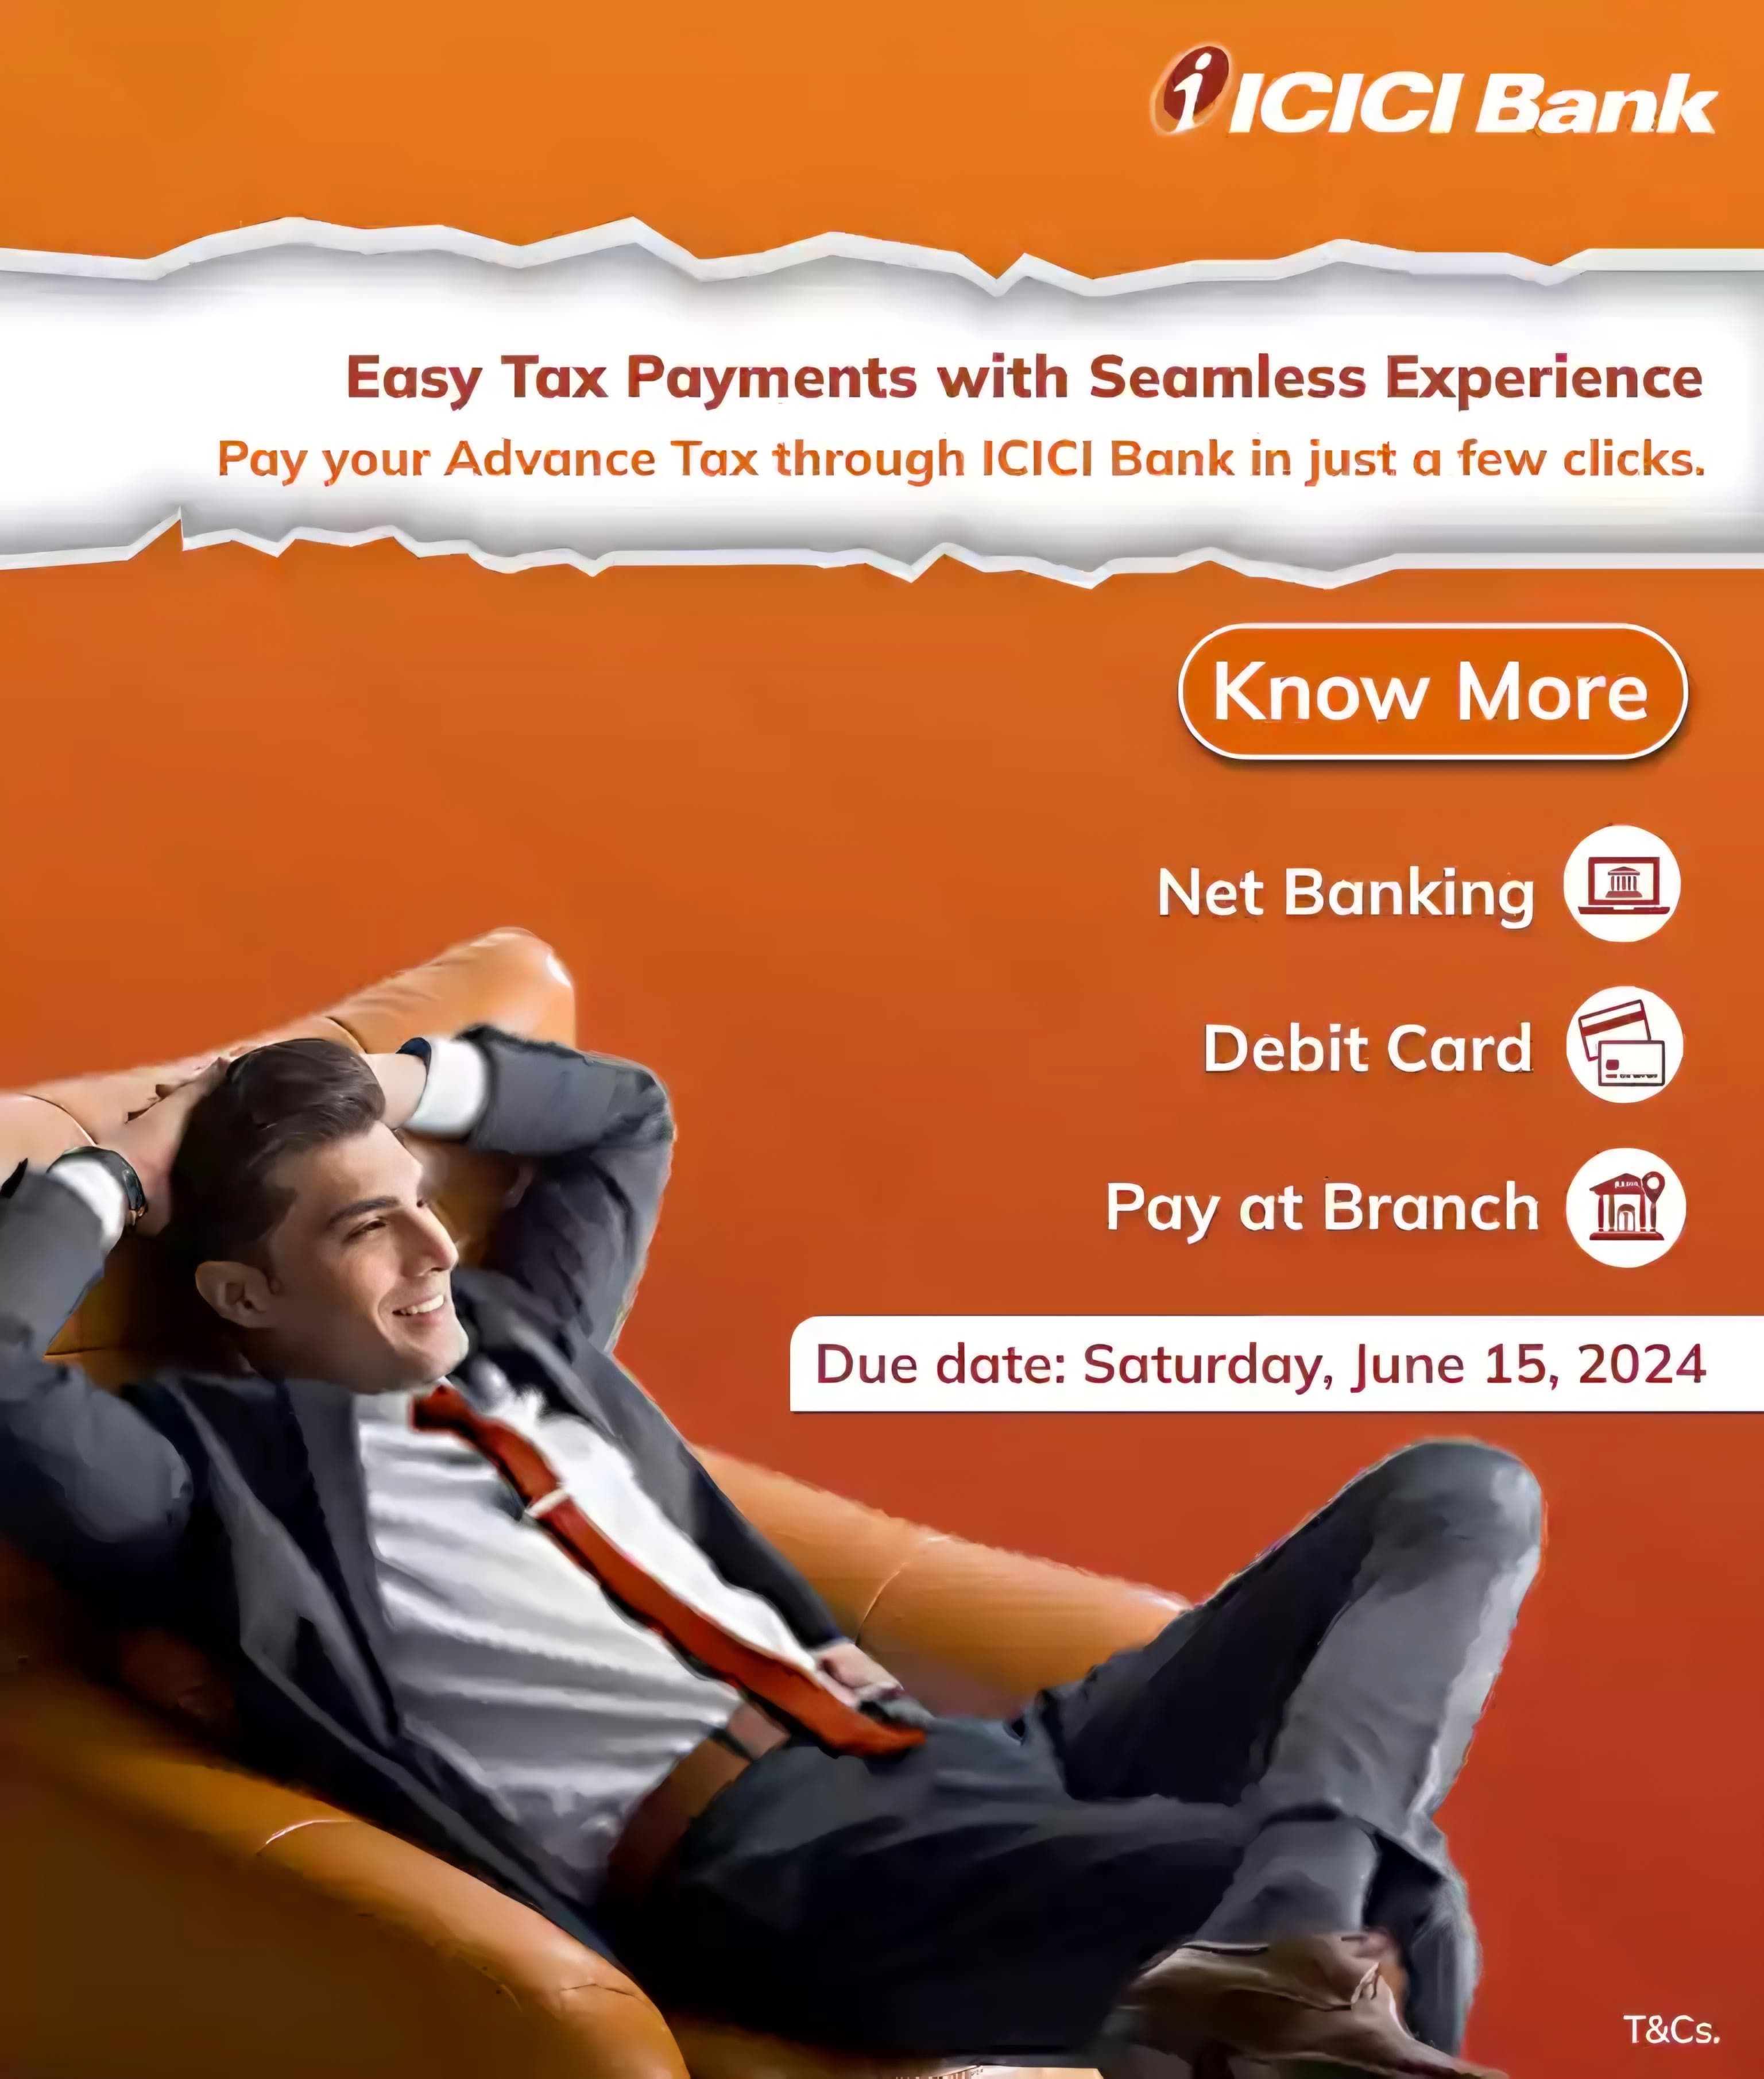 ICICI Bank
Easy Tax Payments with Seamless Experience
Pay your Advance Tax through ICICI Bank in just a few clicks.
Know More
Net Banking
Debit Card
Pay at Branch
Due date: Saturday, June 15, 2024
T&Cs.